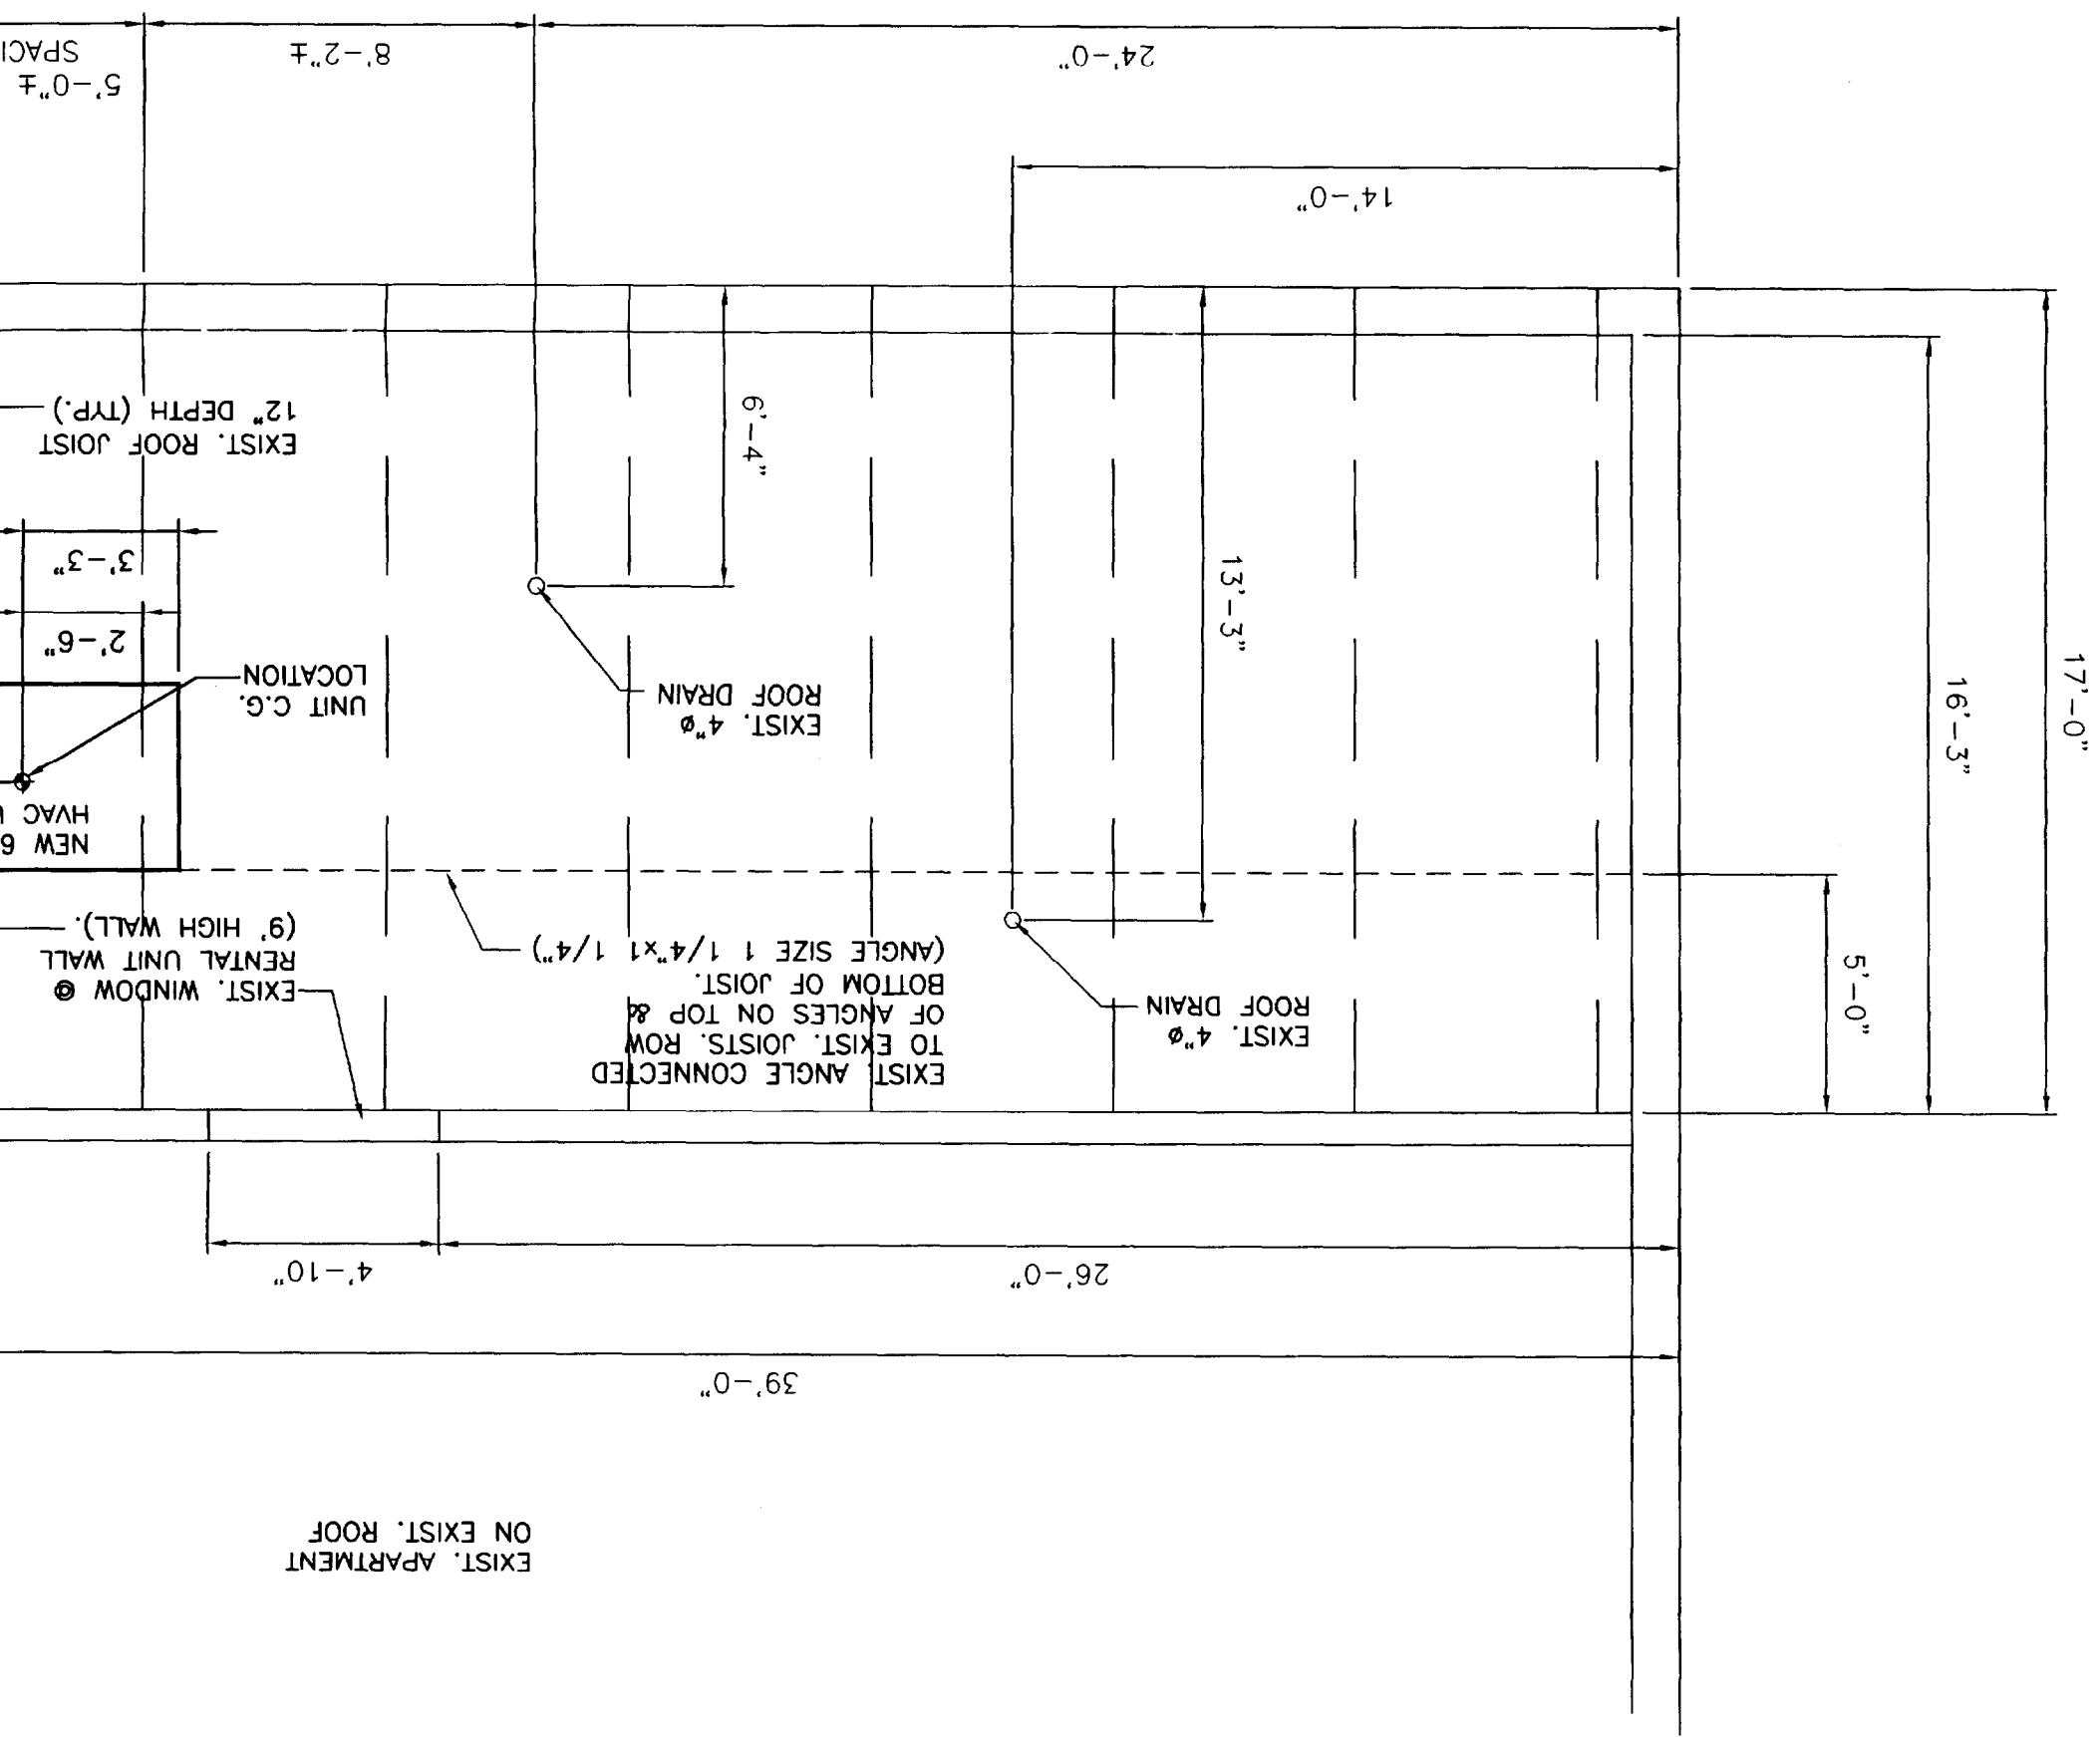 EXIST. APARTMENT
ON EXIST. ROOF
39'-0"
26'-0"
4'-10"
EXIST. ANGLE CONNECTED
TO EXIST. JOISTS. ROW
OF ANGLES ON TOP &
BOTTOM OF JOIST.
(ANGLE SIZE 1 1/4"x1 1/4")
EXIST. 4"ø
ROOF DRAIN
5'-0"
EXIST. WINDOW @
RENTAL UNIT WALL
(9' HIGH WALL).
NEW 6
HVAC
UNIT C.G.
LOCATION
EXIST. 4"ø
ROOF DRAIN
17'-0"
16'-3"
13'-3"
2'-6"
3'-3"
6'-4"
EXIST. ROOF JOIST
12" DEPTH (TYP.)
14'-0"
5'-0"±
24'-0"
8'-2"±